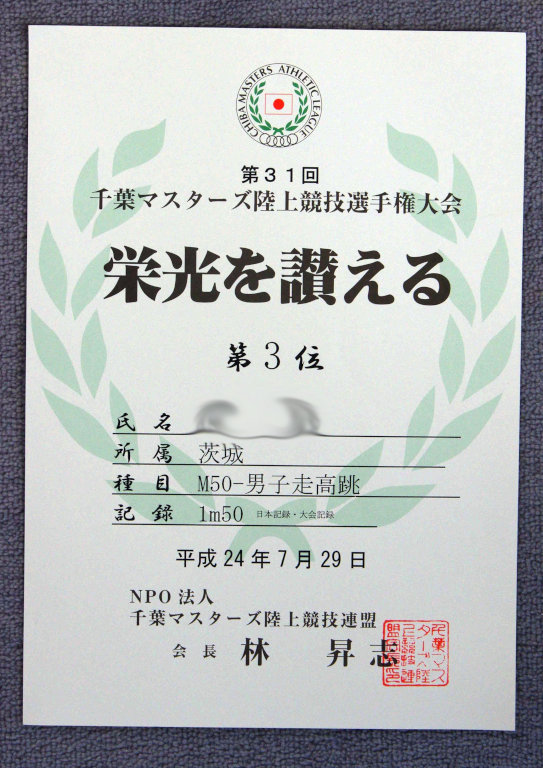 CHIBA MASTERS ATHLETIC LEAGUE
第31回
千葉マスターズ陸上競技選手権大会
栄光を讃える
第3位
氏名
所属 茨城
種目 M50-男子走高跳
記録 1m50 日本記録・大会記録
平成24年7月29日
NPO法人
千葉マスターズ陸上競技連盟
会長 林 昇志